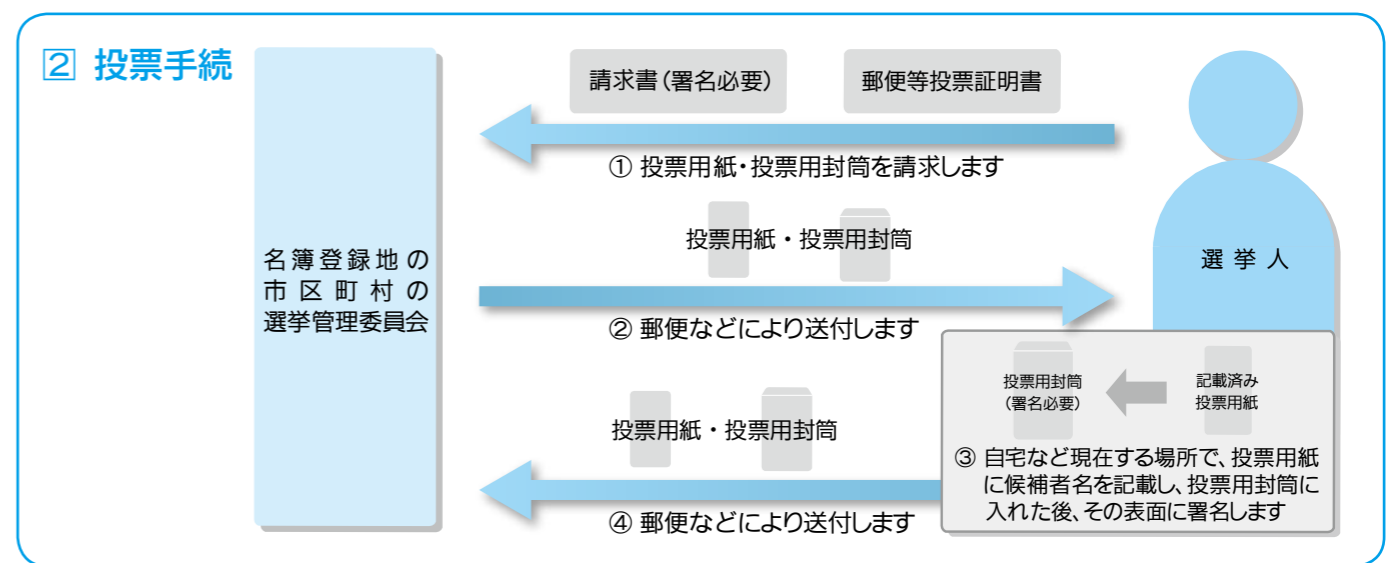 2 投票手続
請求書(署名必要)
郵便等投票証明書
① 投票用紙・投票用封筒を請求します
投票用紙・投票用封筒
名簿登録地の
市区町村の
選挙管理委員会
選挙人
② 郵便などにより送付します
投票用封筒
(署名必要)
記載済み
投票用紙
投票用紙・投票用封筒
③ 自宅など現在する場所で、投票用紙
に候補者名を記載し、投票用封筒に
入れた後、その表面に署名します
④ 郵便などにより送付します